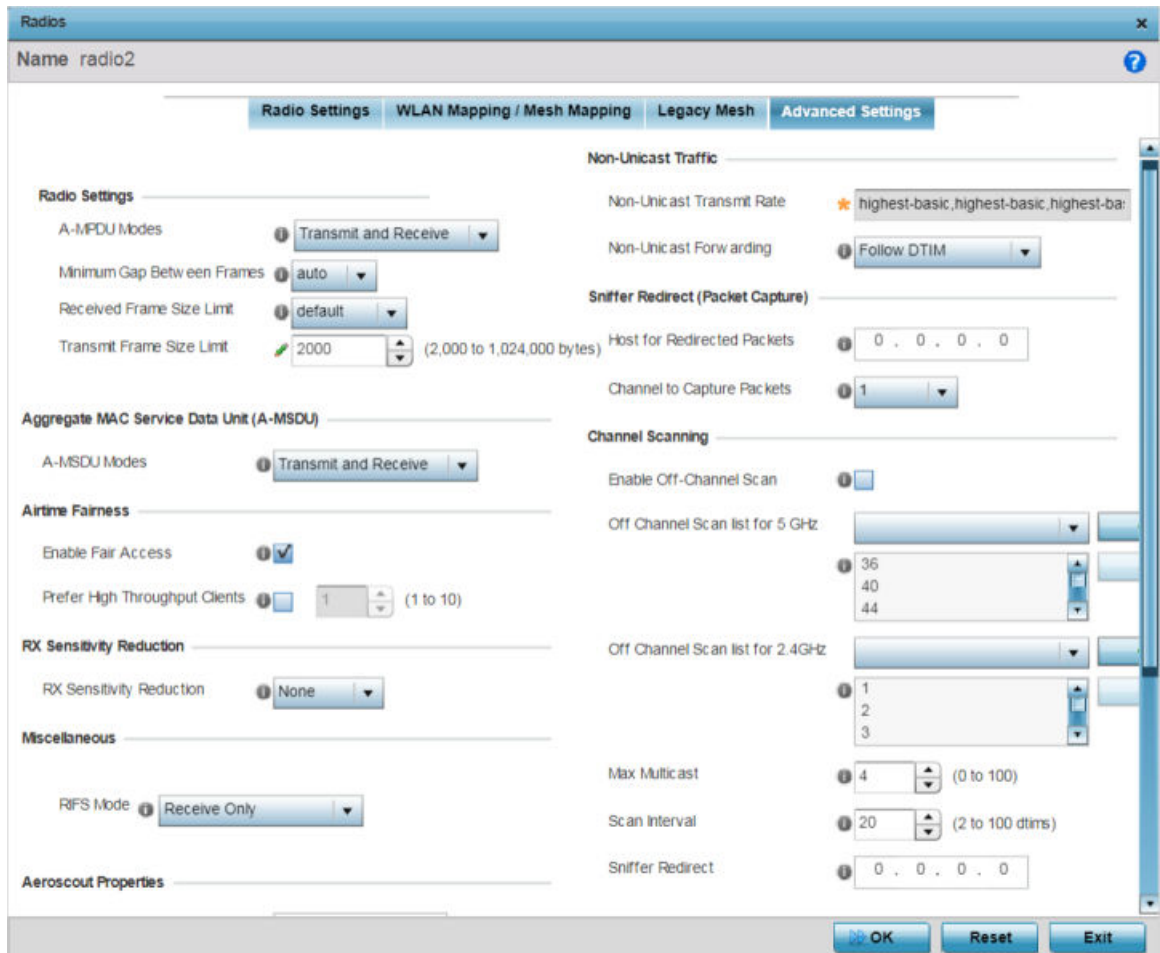 Radios
Name radio2
Radio Settings
WLAN Mapping / Mesh Mapping
Legacy Mesh
Advanced Settings
Radio Settings
A-MPDU Modes
Transmit and Receive
Minimum Gap Between Frames
auto
Received Frame Size Limit
default
Transmit Frame Size Limit
2000
(2,000 to 1,024,000 bytes)
Aggregate MAC Service Data Unit (A-MSDU)
A-MSDU Modes
Transmit and Receive
Airtime Fairness
Enable Fair Access
Prefer High Throughput Clients
1
(1 to 10)
RX Sensitivity Reduction
RX Sensitivity Reduction
None
Miscellaneous
RIFS Mode
Receive Only
Aeroscout Properties
Non-Unicast Traffic
Non-Unicast Transmit Rate
highest-basic,highest-basic,highest-ba
Non-Unicast Forwarding
Follow DTIM
Sniffer Redirect (Packet Capture)
Host for Redirected Packets
0 . 0 . 0 . 0
Channel to Capture Packets
1
Channel Scanning
Enable Off-Channel Scan
Off Channel Scan list for 5 GHz
36
40
44
Off Channel Scan list for 2.4GHz
1
2
3
Max Multicast
4
(0 to 100)
Scan Interval
20
(2 to 100 dtims)
Sniffer Redirect
0 . 0 . 0 . 0
OK
Reset
Exit